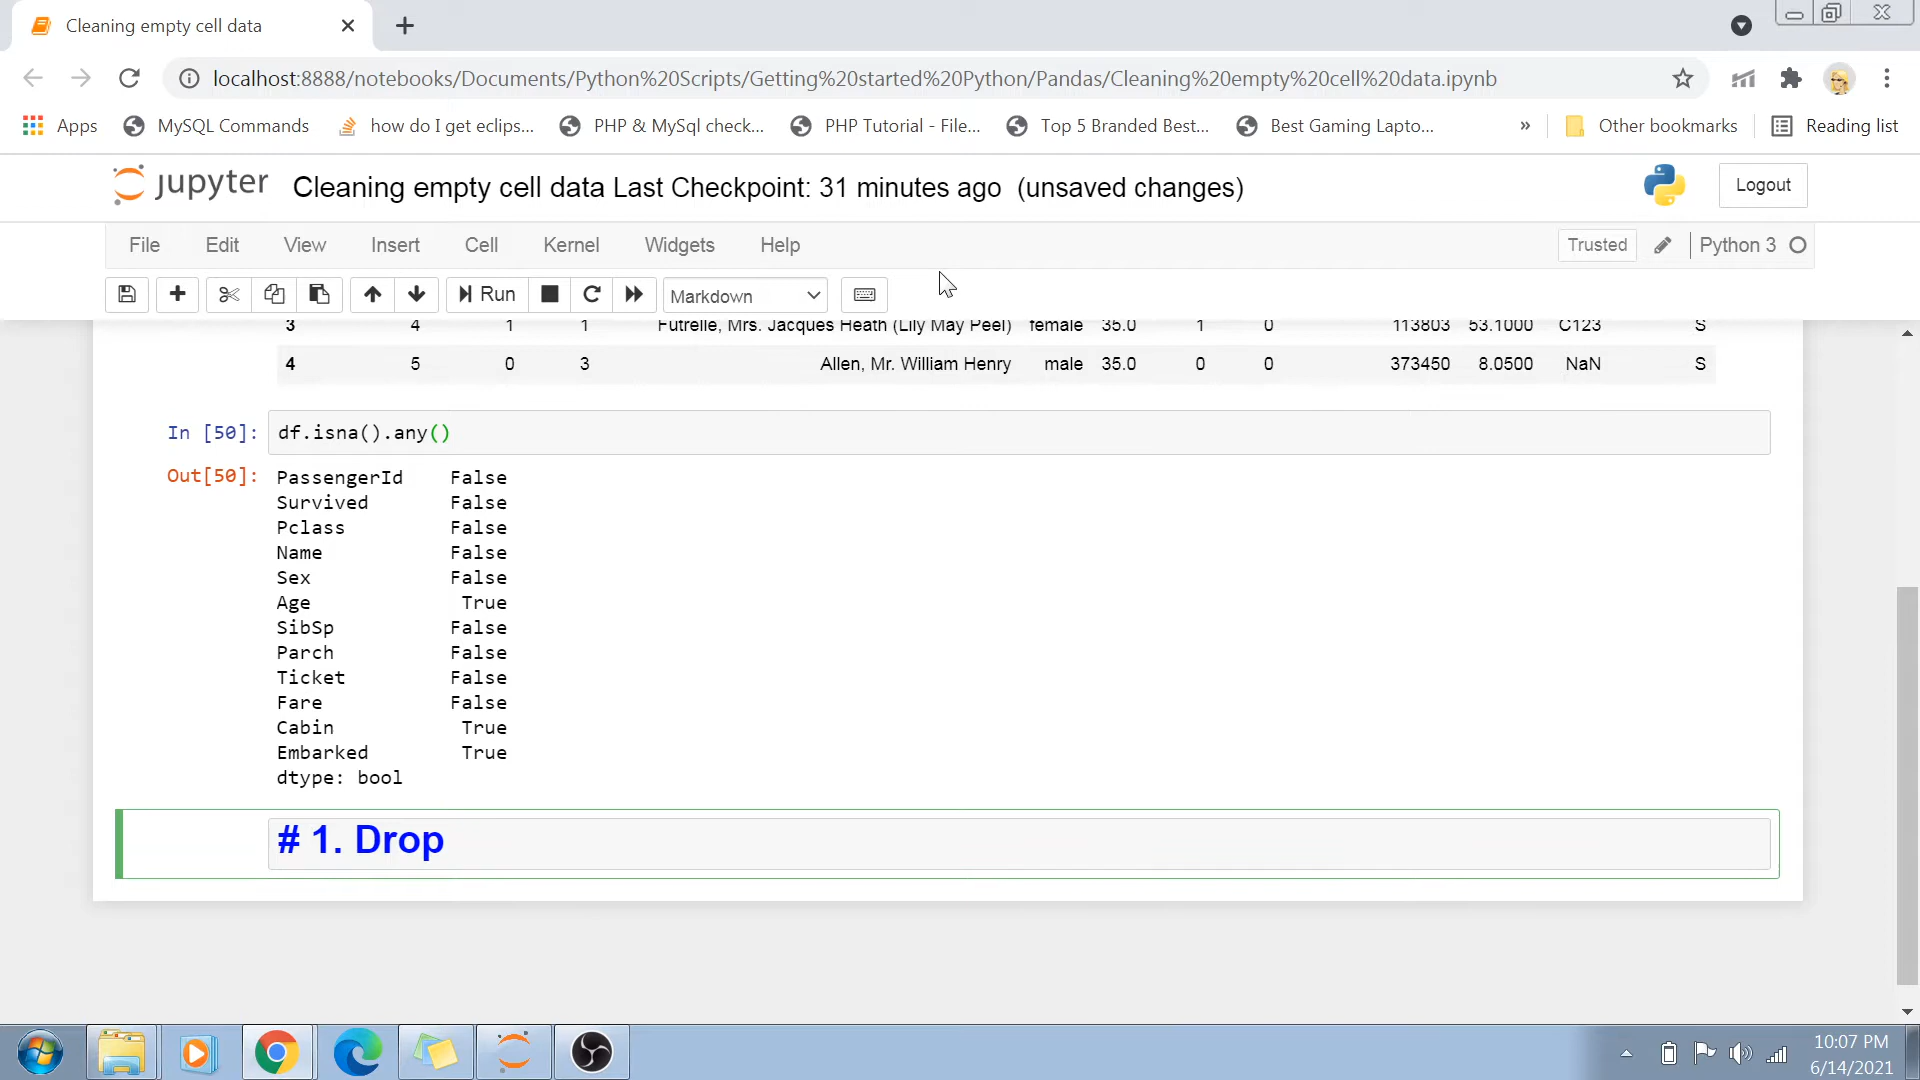 Cleaning empty cell data
localhost:8888/notebooks/Documents/Python%20Scripts/Getting%20started%20Python/Pandas/Cleaning%20empty%20cell%20data.ipynb
Apps MySQL Commands how do I get eclips... PHP & MySql check... PHP Tutorial - File... Top 5 Branded Best... Best Gaming Lapto... » Other bookmarks Reading list
jupyter Cleaning empty cell data Last Checkpoint: 31 minutes ago (unsaved changes) Logout
File Edit View Insert Cell Kernel Widgets Help Trusted Python 3
Run Markdown
3 4 1 1 Futrelle, Mrs. Jacques Heath (Lily May Peel) female 35.0 1 0 113803 53.1000 C123 S
4 5 0 3 Allen, Mr. William Henry male 35.0 0 0 373450 8.0500 NaN S
In [50]: df.isna().any()
Out[50]: PassengerId False
Survived False
Pclass False
Name False
Sex False
Age True
SibSp False
Parch False
Ticket False
Fare False
Cabin True
Embarked True
dtype: bool
# 1. Drop
10:07 PM
6/14/2021